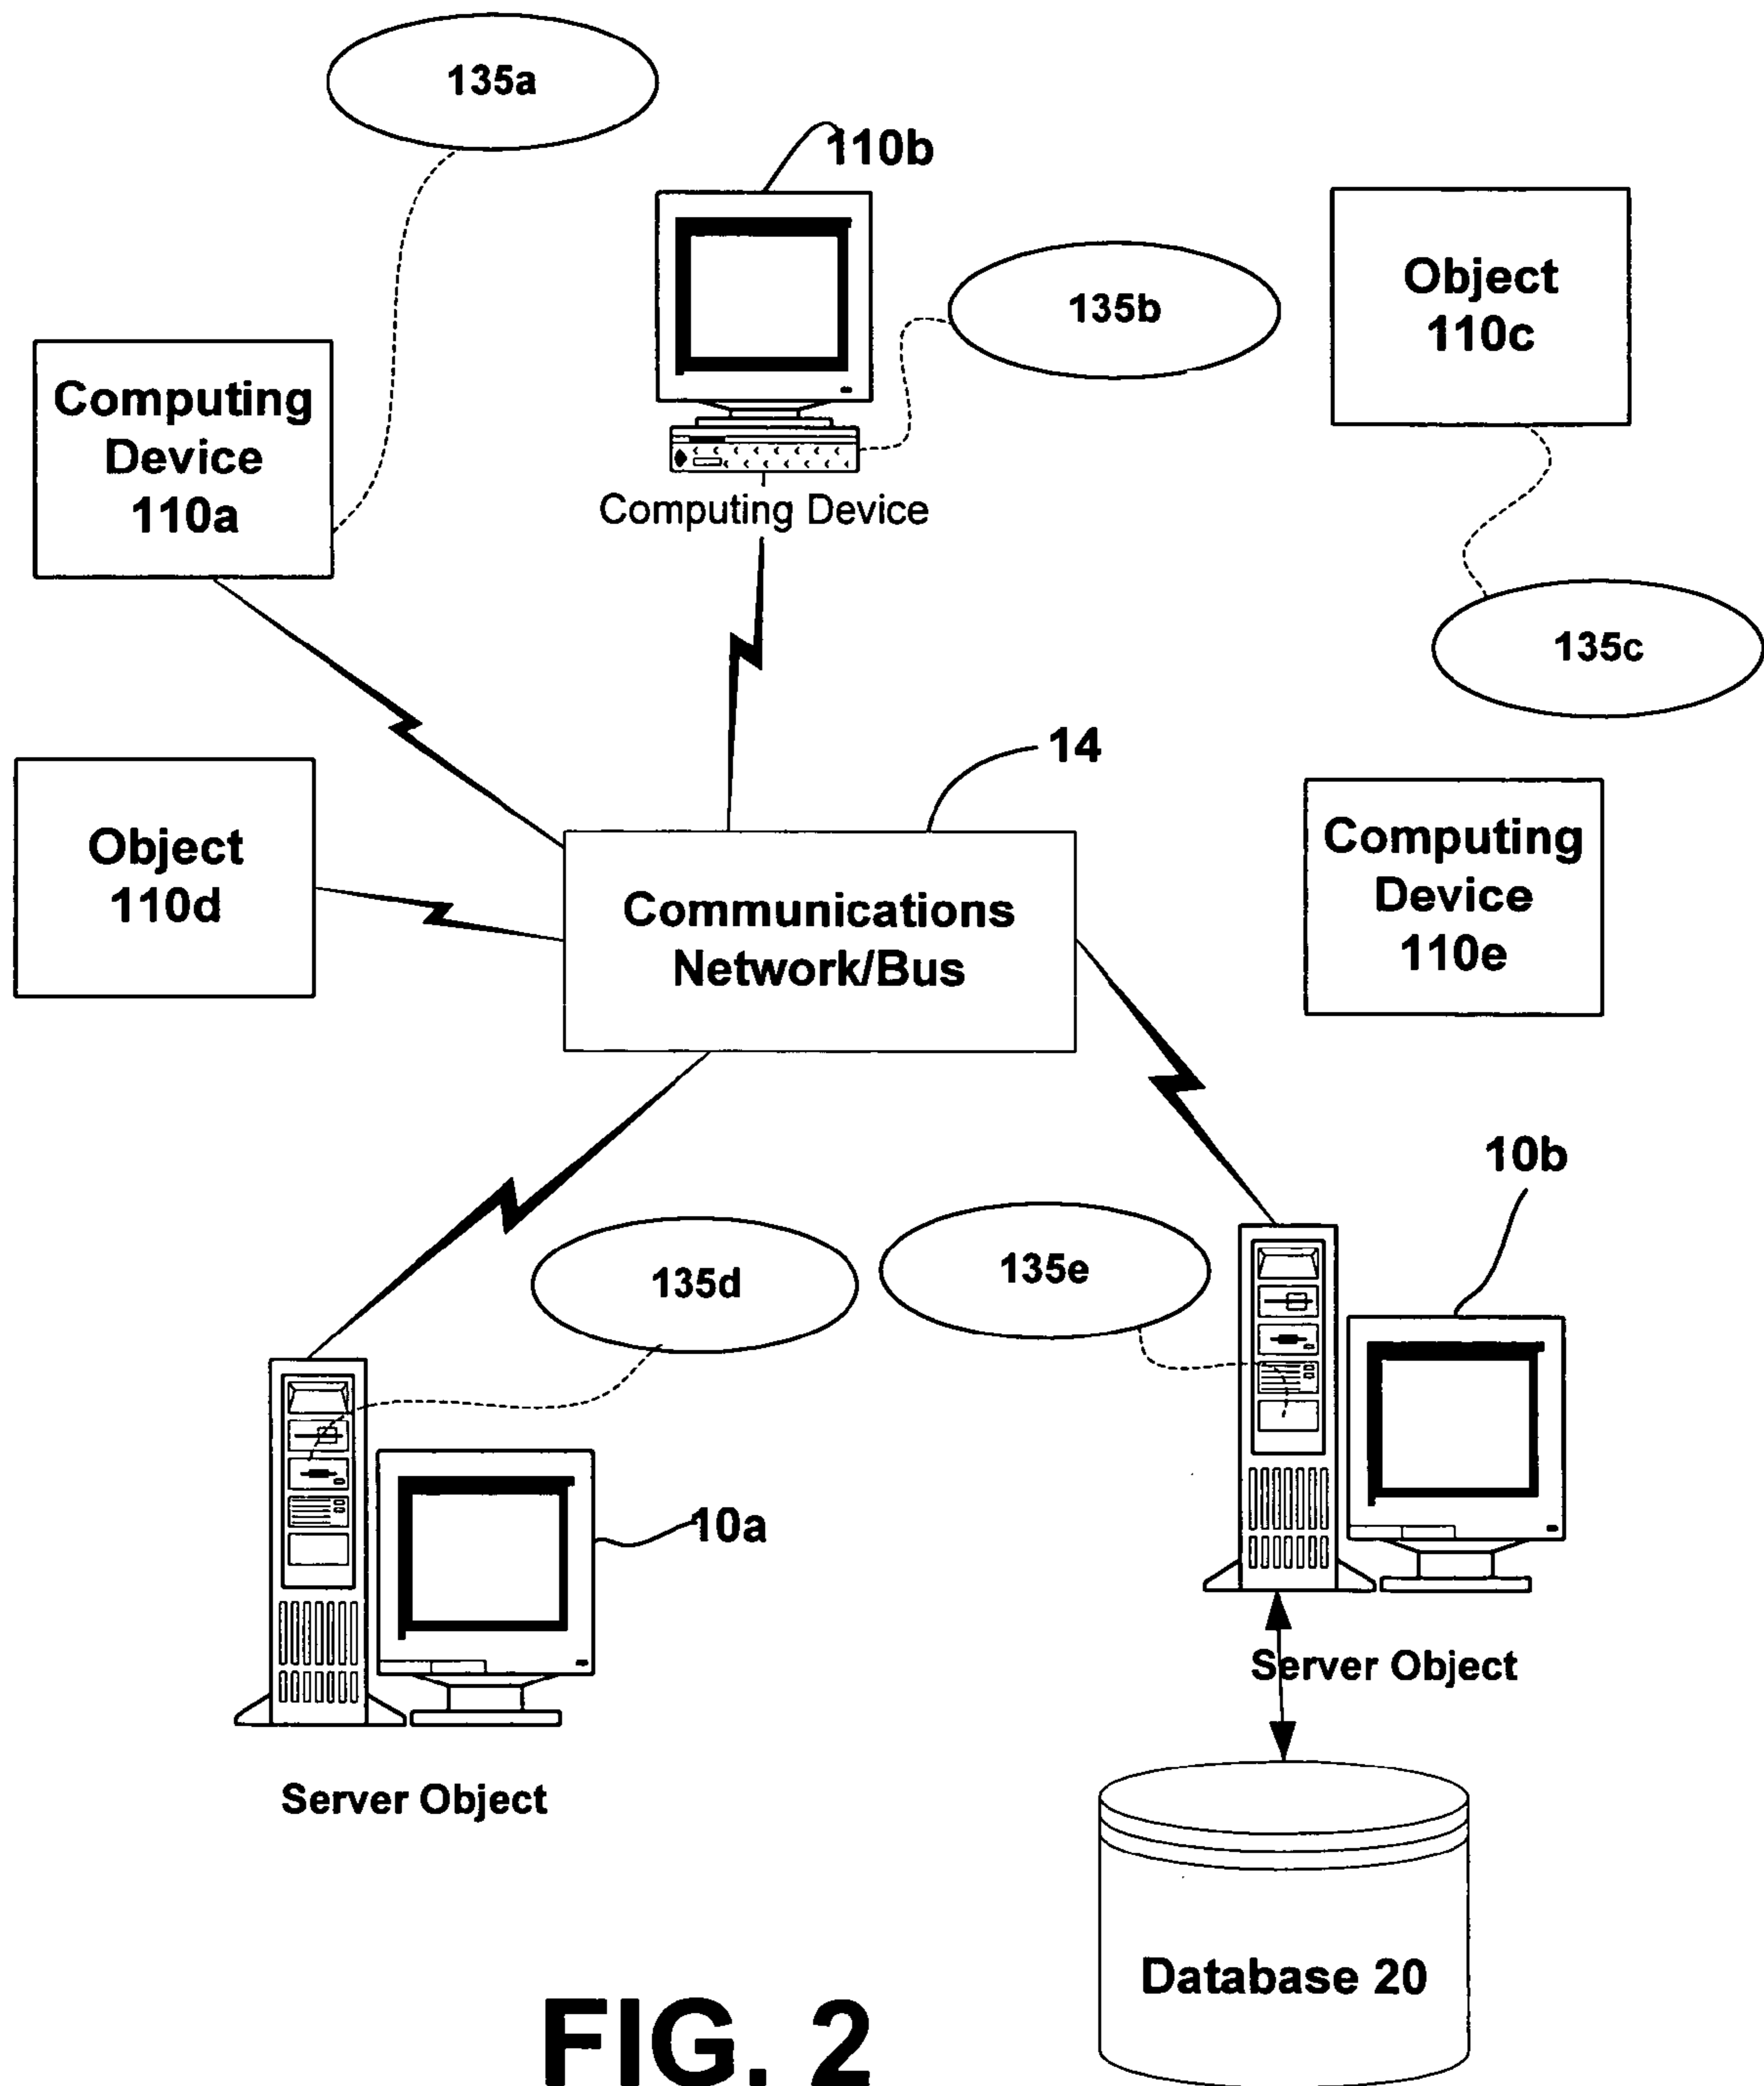 135a
110b
135b
Object
110c
Computing
Device
110a
Computing Device
135c
14
Object
110d
Communications
Network/Bus
Computing
Device
110e
10b
135d
135e
10a
Server Object
Server Object
Database 20
FIG. 2